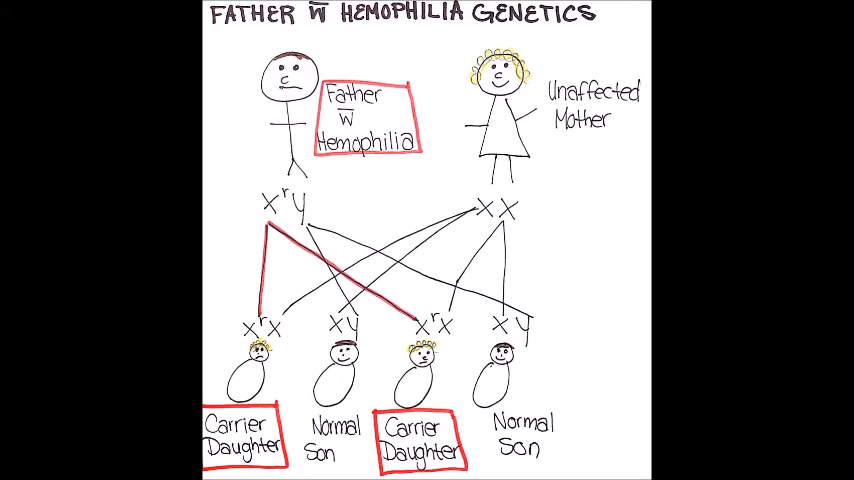 FATHER w̅ HEMOPHILIA GENETICS
Father
w̅
Hemophilia
Unaffected
Mother
XʳY
XX
XʳX
XY
XʳX
XY
Carrier
Daughter
Normal
Son
Carrier
Daughter
Normal
Son